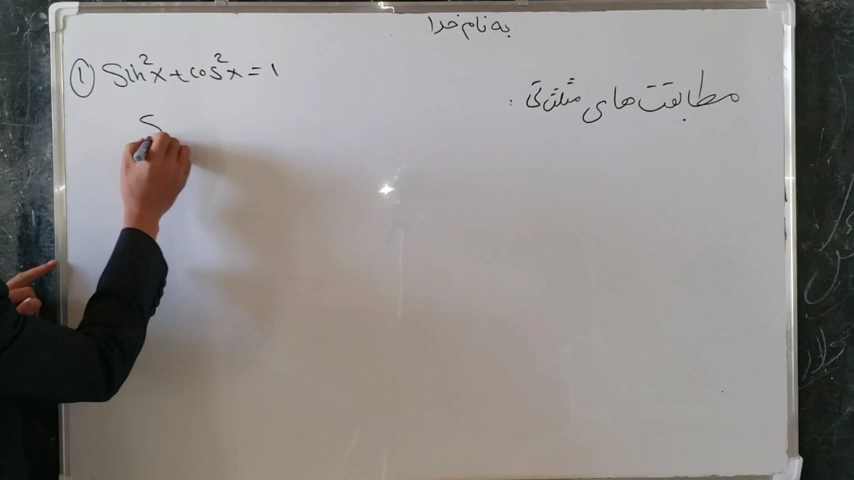 به نام خدا
مطابقت های مثلثاتی :
① Sin²x + cos²x = 1
S